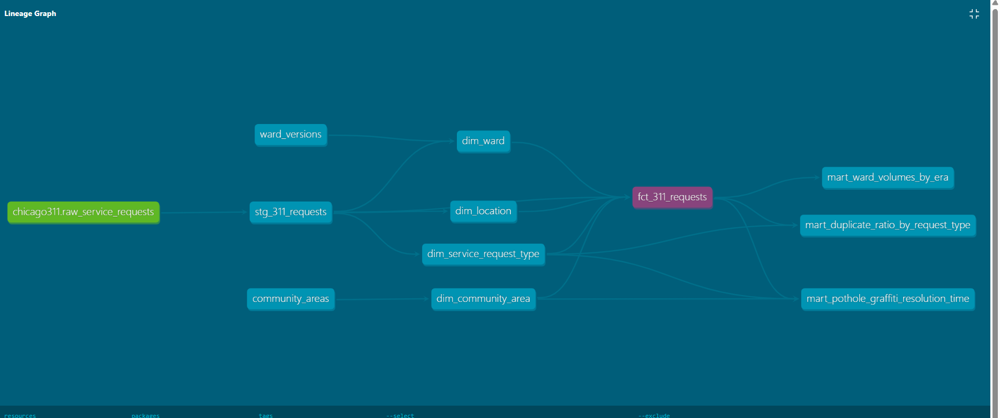 Lineage Graph
ward_versions
dim_ward
mart_ward_volumes_by_era
fct_311_requests
chicago311.raw_service_requests
stg_311_requests
dim_location
mart_duplicate_ratio_by_request_type
dim_service_request_type
community_areas
dim_community_area
mart_pothole_graffiti_resolution_time
resources packages tags --select --exclude